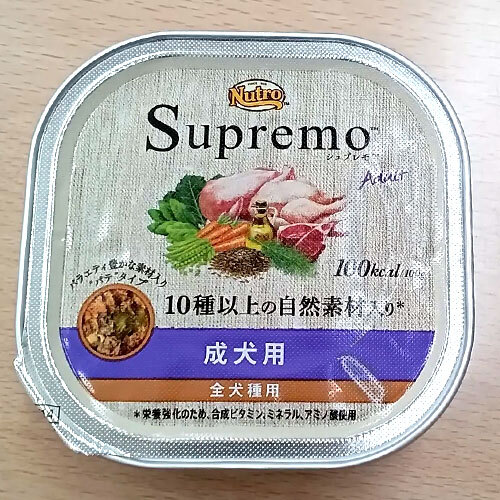 Nutro
Supremo™
シュプレモ™
Adult
100kcal/100g
バラエティ豊かな素材入り
"パテ"タイプ
10種以上の自然素材入り*
成犬用
全犬種用
*栄養強化のため、合成ビタミン、ミネラル、アミノ酸使用